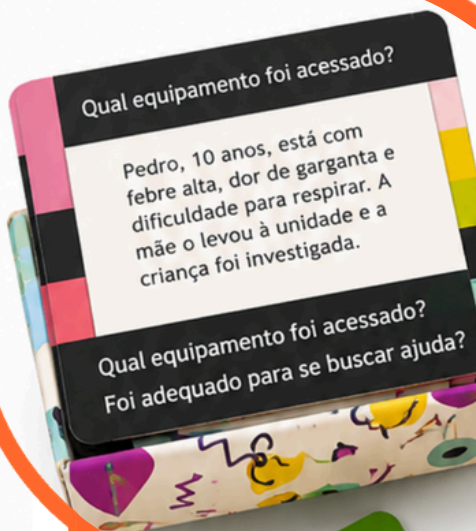 Qual equipamento foi acessado?
Pedro, 10 anos, está com
febre alta, dor de garganta e
dificuldade para respirar. A
mãe o levou à unidade e a
criança foi investigada.
Qual equipamento foi acessado?
Foi adequado para se buscar ajuda?